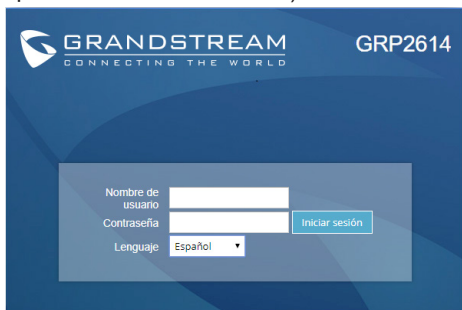 GRANDSTREAM
CONNECTING THE WORLD
GRP2614
Nombre de
usuario
Contraseña
Iniciar sesión
Lenguaje
Español